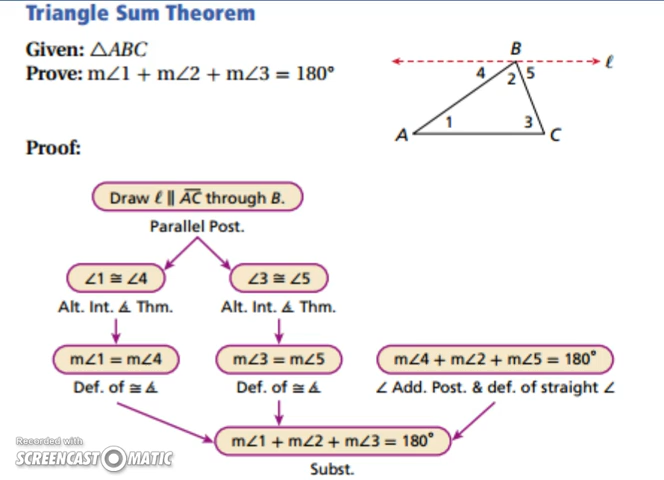 Triangle Sum Theorem
Given: △ABC
Prove: m∠1 + m∠2 + m∠3 = 180°
B
ℓ
4 2 5
A 1 3 C
Proof:
Draw ℓ ∥ A̅C̅ through B.
Parallel Post.
∠1 ≅ ∠4
∠3 ≅ ∠5
Alt. Int. ∡ Thm.
Alt. Int. ∡ Thm.
m∠1 = m∠4
m∠3 = m∠5
m∠4 + m∠2 + m∠5 = 180°
Def. of ≅ ∡
Def. of ≅ ∡
∠ Add. Post. & def. of straight ∠
m∠1 + m∠2 + m∠3 = 180°
Subst.
Recorded with
SCREENCAST O MATIC